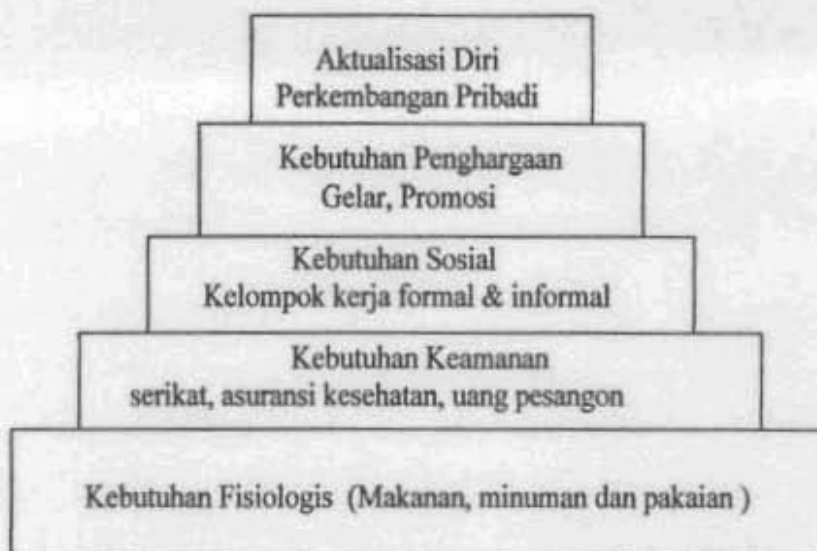 Aktualisasi Diri
Perkembangan Pribadi
Kebutuhan Penghargaan
Gelar, Promosi
Kebutuhan Sosial
Kelompok kerja formal & informal
Kebutuhan Keamanan
serikat, asuransi kesehatan, uang pesangon
Kebutuhan Fisiologis (Makanan, minuman dan pakaian )